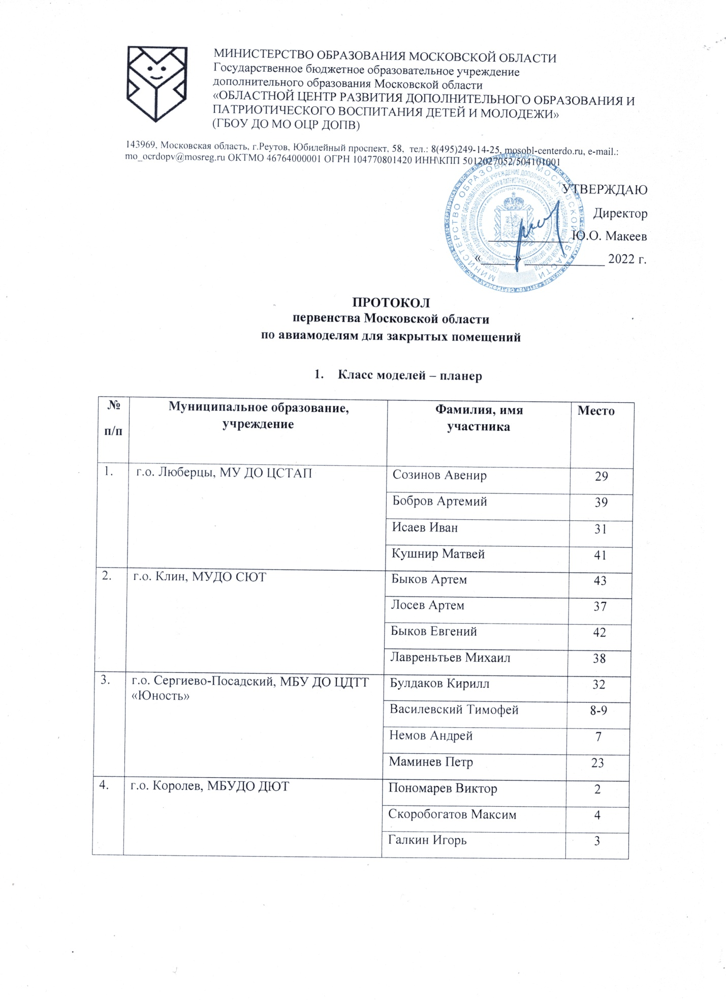 МИНИСТЕРСТВО ОБРАЗОВАНИЯ МОСКОВСКОЙ ОБЛАСТИ
Государственное бюджетное образовательное учреждение
дополнительного образования Московской области
«ОБЛАСТНОЙ ЦЕНТР РАЗВИТИЯ ДОПОЛНИТЕЛЬНОГО ОБРАЗОВАНИЯ И
ПАТРИОТИЧЕСКОГО ВОСПИТАНИЯ ДЕТЕЙ И МОЛОДЕЖИ»
(ГБОУ ДО МО ОЦР ДОПВ)
143969, Московская область, г.Реутов, Юбилейный проспект, 58, тел.: 8(495)249-14-25, mosobl-centerdo.ru, e-mail.:
mo_ocrdopv@mosreg.ru ОКТМО 46764000001 ОГРН 104770801420 ИНН\КПП 5012027052/504101001
МИНИСТЕРСТВО ОБРАЗОВАНИЯ МОСКОВСКОЙ ОБЛАСТИ
УТВЕРЖДАЮ
Директор
____________ Ю.О. Макеев
«_____» ____________ 2022 г.
ПРОТОКОЛ
первенства Московской области
по авиамоделям для закрытых помещений
1. Класс моделей – планер
№ п/п Муниципальное образование, учреждение Фамилия, имя участника Место
1. г.о. Люберцы, МУ ДО ЦСТАП Созинов Авенир 29
Бобров Артемий 39
Исаев Иван 31
Кушнир Матвей 41
2. г.о. Клин, МУДО СЮТ Быков Артем 43
Лосев Артем 37
Быков Евгений 42
Лавреньтьев Михаил 38
3. г.о. Сергиево-Посадский, МБУ ДО ЦДТТ «Юность» Булдаков Кирилл 32
Василевский Тимофей 8-9
Немов Андрей 7
Маминев Петр 23
4. г.о. Королев, МБУДО ДЮТ Пономарев Виктор 2
Скоробогатов Максим 4
Галкин Игорь 3